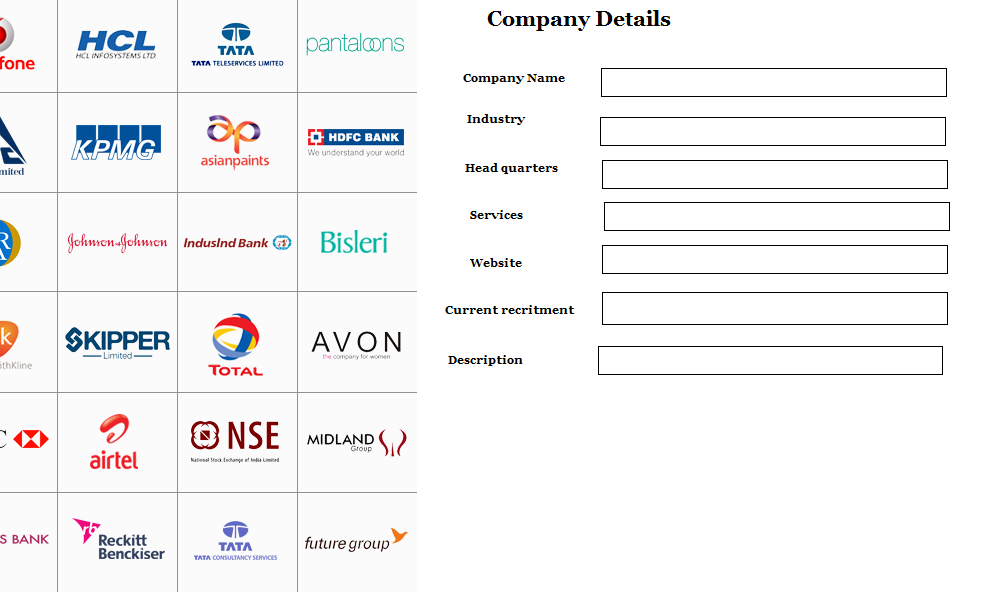 fone
HCL
HCL INFOSYSTEMS LTD
TATA
TATA TELESERVICES LIMITED
pantaloons
mited
KPMG
asianpaints
HDFC BANK
We understand your world
R
A
Johnson & Johnson
IndusInd Bank
Bisleri
k
ithKline
SKIPPER
Limited
TOTAL
AVON
the company for women
C
airtel
NSE
National Stock Exchange of India Limited
MIDLAND
Group
S BANK
Reckitt
Benckiser
TATA
TATA CONSULTANCY SERVICES
future group
Company Details
Company Name
Industry
Head quarters
Services
Website
Current recritment
Description